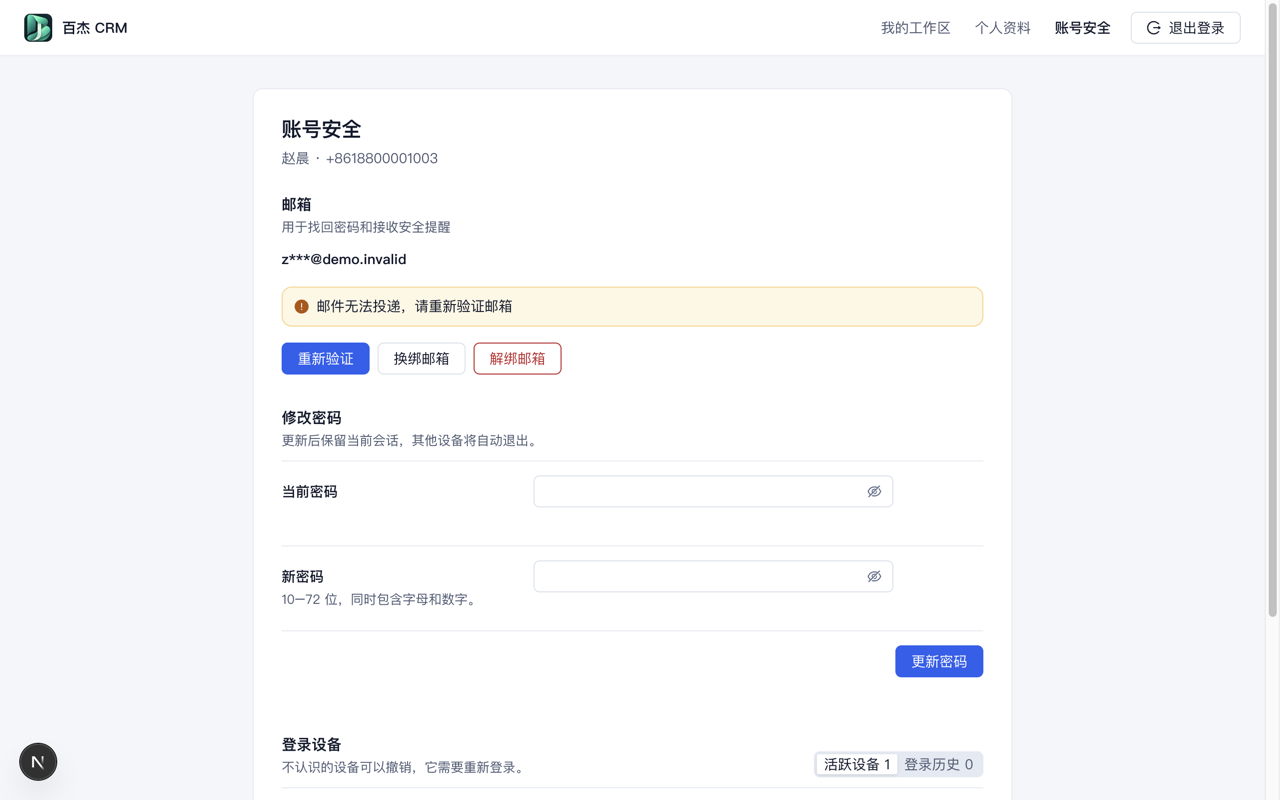 百杰 CRM
我的工作区 个人资料 账号安全 退出登录
账号安全
赵晨 · +8618800001003
邮箱
用于找回密码和接收安全提醒
z***@demo.invalid
邮件无法投递，请重新验证邮箱
重新验证 换绑邮箱 解绑邮箱
修改密码
更新后保留当前会话，其他设备将自动退出。
当前密码
新密码
10—72 位，同时包含字母和数字。
更新密码
登录设备
不认识的设备可以撤销，它需要重新登录。
活跃设备 1 登录历史 0
N